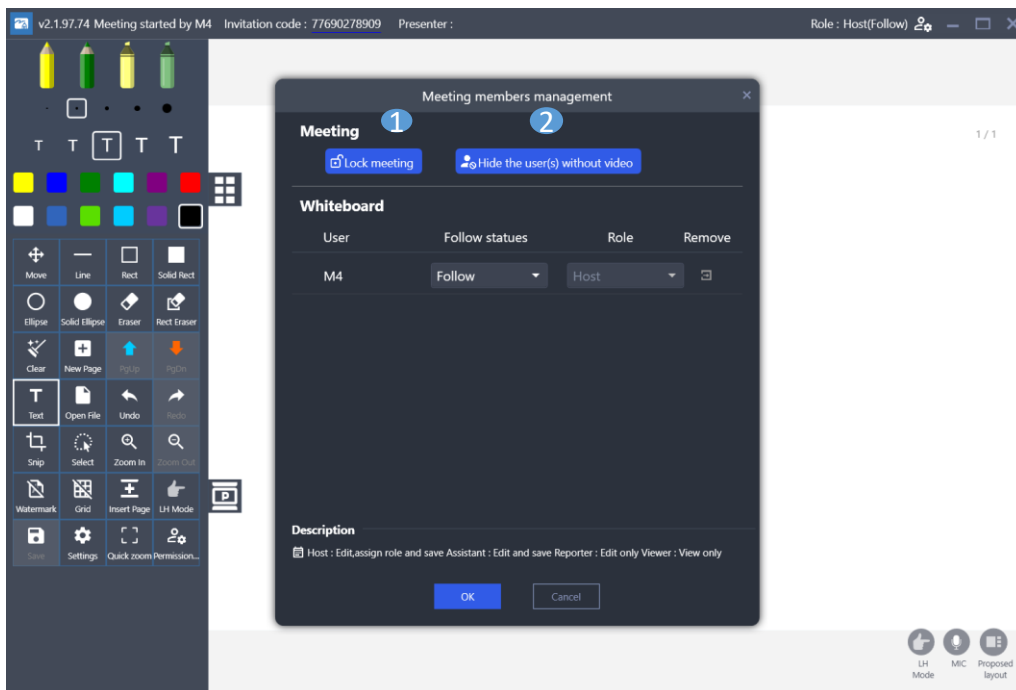 v2.1.97.74 Meeting started by M4 Invitation code : 77690278909 Presenter : Role : Host(Follow)
T T T T T
Move Line Rect Solid Rect
Ellipse Solid Ellipse Eraser Rect Eraser
Clear New Page PgUp PgDn
Text Open File Undo Redo
Snip Select Zoom In Zoom Out
Watermark Grid Insert Page LH Mode
P
Save Settings Quick zoom Permission...
Meeting members management
1 2
Meeting
Lock meeting Hide the user(s) without video
Whiteboard
User Follow statues Role Remove
M4 Follow Host
Description
Host : Edit,assign role and save Assistant : Edit and save Reporter : Edit only Viewer : View only
OK Cancel
1 / 1
LH Mode MIC Proposed layout